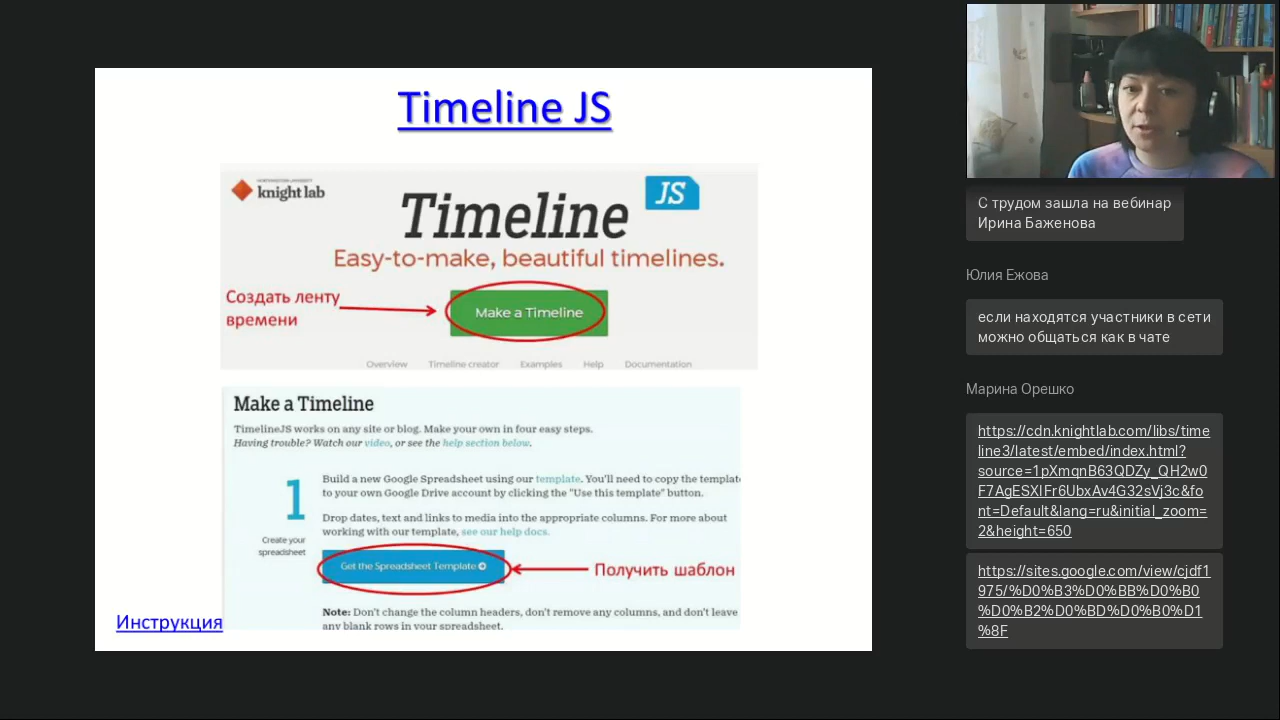 Timeline JS
NORTHWESTERN UNIVERSITY
knight lab
JS
Timeline
Easy-to-make, beautiful timelines.
Создать ленту
времени
Make a Timeline
Overview Timeline creator Examples Help Documentation
Make a Timeline
TimelineJS works on any site or blog. Make your own in four easy steps.
Having trouble? Watch our video, or see the help section below.
1
Create your
spreadsheet
Build a new Google Spreadsheet using our template. You'll need to copy the template
to your own Google Drive account by clicking the "Use this template" button.
Drop dates, text and links to media into the appropriate columns. For more about
working with our template, see our help docs.
Get the Spreadsheet Template
Получить шаблон
Note: Don't change the column headers, don't remove any columns, and don't leave
any blank rows in your spreadsheet.
Инструкция
С трудом зашла на вебинар
Ирина Баженова
Юлия Ежова
если находятся участники в сети
можно общаться как в чате
Марина Орешко
https://cdn.knightlab.com/libs/time
line3/latest/embed/index.html?
source=1pXmqnB63QDZy_QH2w0
F7AgESXIFr6UbxAv4G32sVj3c&fo
nt=Default&lang=ru&initial_zoom=
2&height=650
https://sites.google.com/view/cjdf1
975/%D0%B3%D0%BB%D0%B0
%D0%B2%D0%BD%D0%B0%D1
%8F